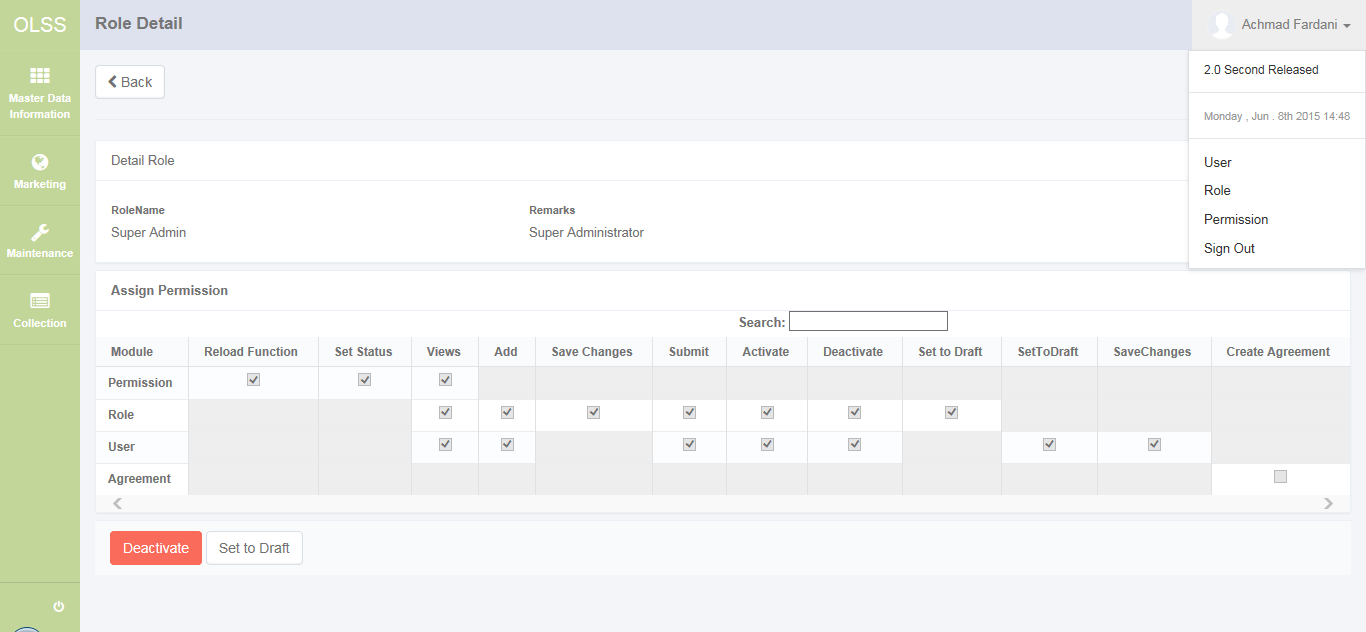 OLSS
Role Detail
Achmad Fardani
2.0 Second Released
Monday , Jun . 8th 2015 14:48
User
Role
Permission
Sign Out
Master Data
Information
Marketing
Maintenance
Collection
Back
Detail Role
RoleName Remarks
Super Admin Super Administrator
Assign Permission
Search:
Module Reload Function Set Status Views Add Save Changes Submit Activate Deactivate Set to Draft SetToDraft SaveChanges Create Agreement
Permission
Role
User
Agreement
Deactivate Set to Draft